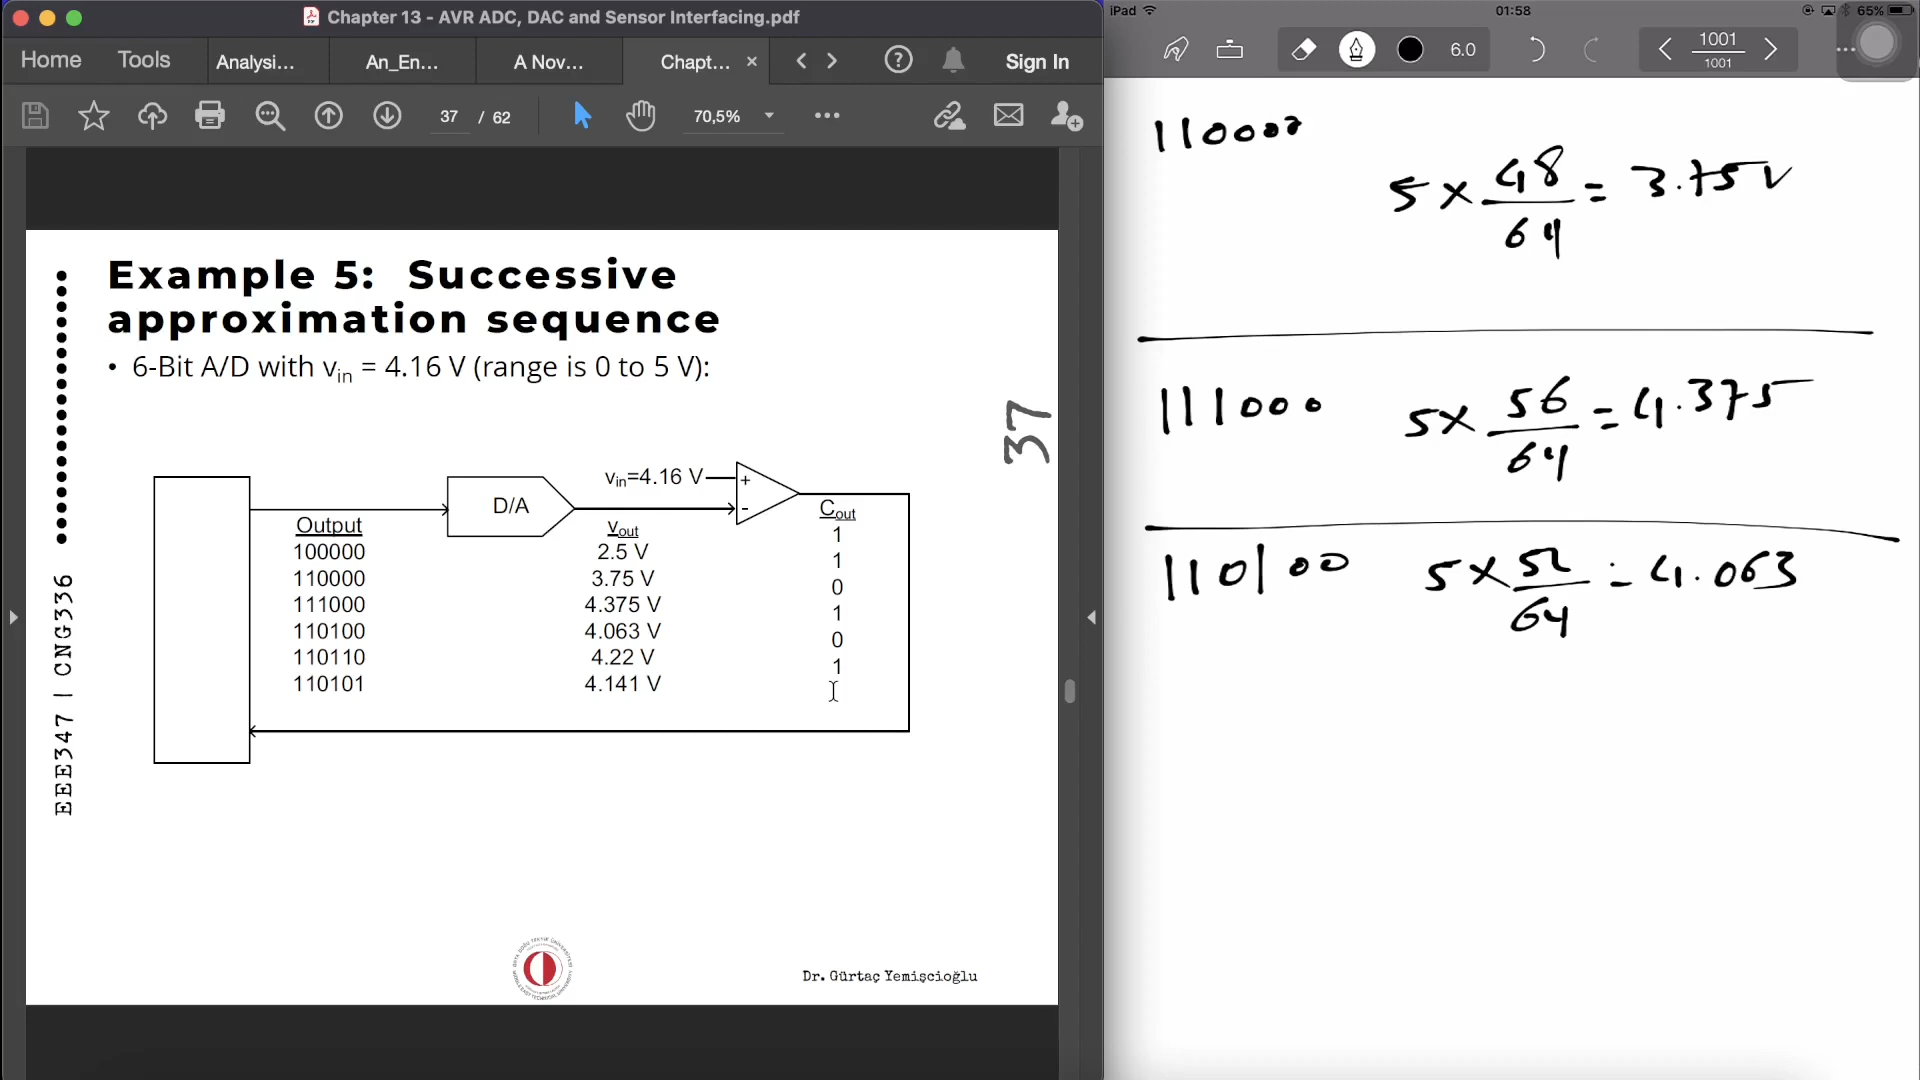 Chapter 13 - AVR ADC, DAC and Sensor Interfacing.pdf
Home Tools Analysi... An_En... A Nov... Chapt... × ? Sign In
37 / 62 70,5% ...
Example 5: Successive
approximation sequence
• 6-Bit A/D with vin = 4.16 V (range is 0 to 5 V):
37
EEE347 | CNG336
vin=4.16 V
+
-
D/A
Output vout Cout
100000 2.5 V 1
110000 3.75 V 1
111000 4.375 V 0
110100 4.063 V 1
110110 4.22 V 0
110101 4.141 V 1
Dr. Gürtaç Yemişcioğlu
iPad 01:58 65%
6.0 1001
1001
110000
5 × 48/64 = 3.75V
111000 5× 56/64 = 4.375
110100 5 × 52/64 = 4.063